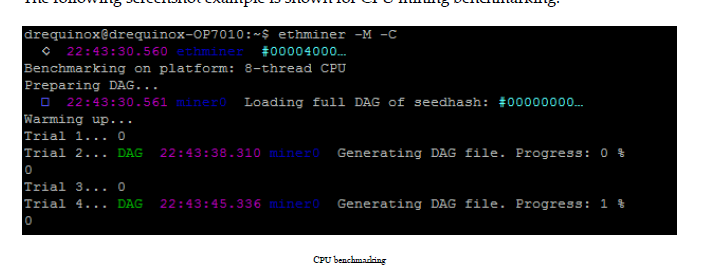 The following screenshot example is shown for CPU mining benchmarking:
drequinox@drequinox-OP7010:~$ ethminer -M -C
◇ 22:43:30.560 ethminer #00004000…
Benchmarking on platform: 8-thread CPU
Preparing DAG...
□ 22:43:30.561 miner0 Loading full DAG of seedhash: #00000000…
Warming up...
Trial 1... 0
Trial 2... DAG 22:43:38.310 miner0 Generating DAG file. Progress: 0 %
0
Trial 3... 0
Trial 4... DAG 22:43:45.336 miner0 Generating DAG file. Progress: 1 %
0
CPU benchmarking